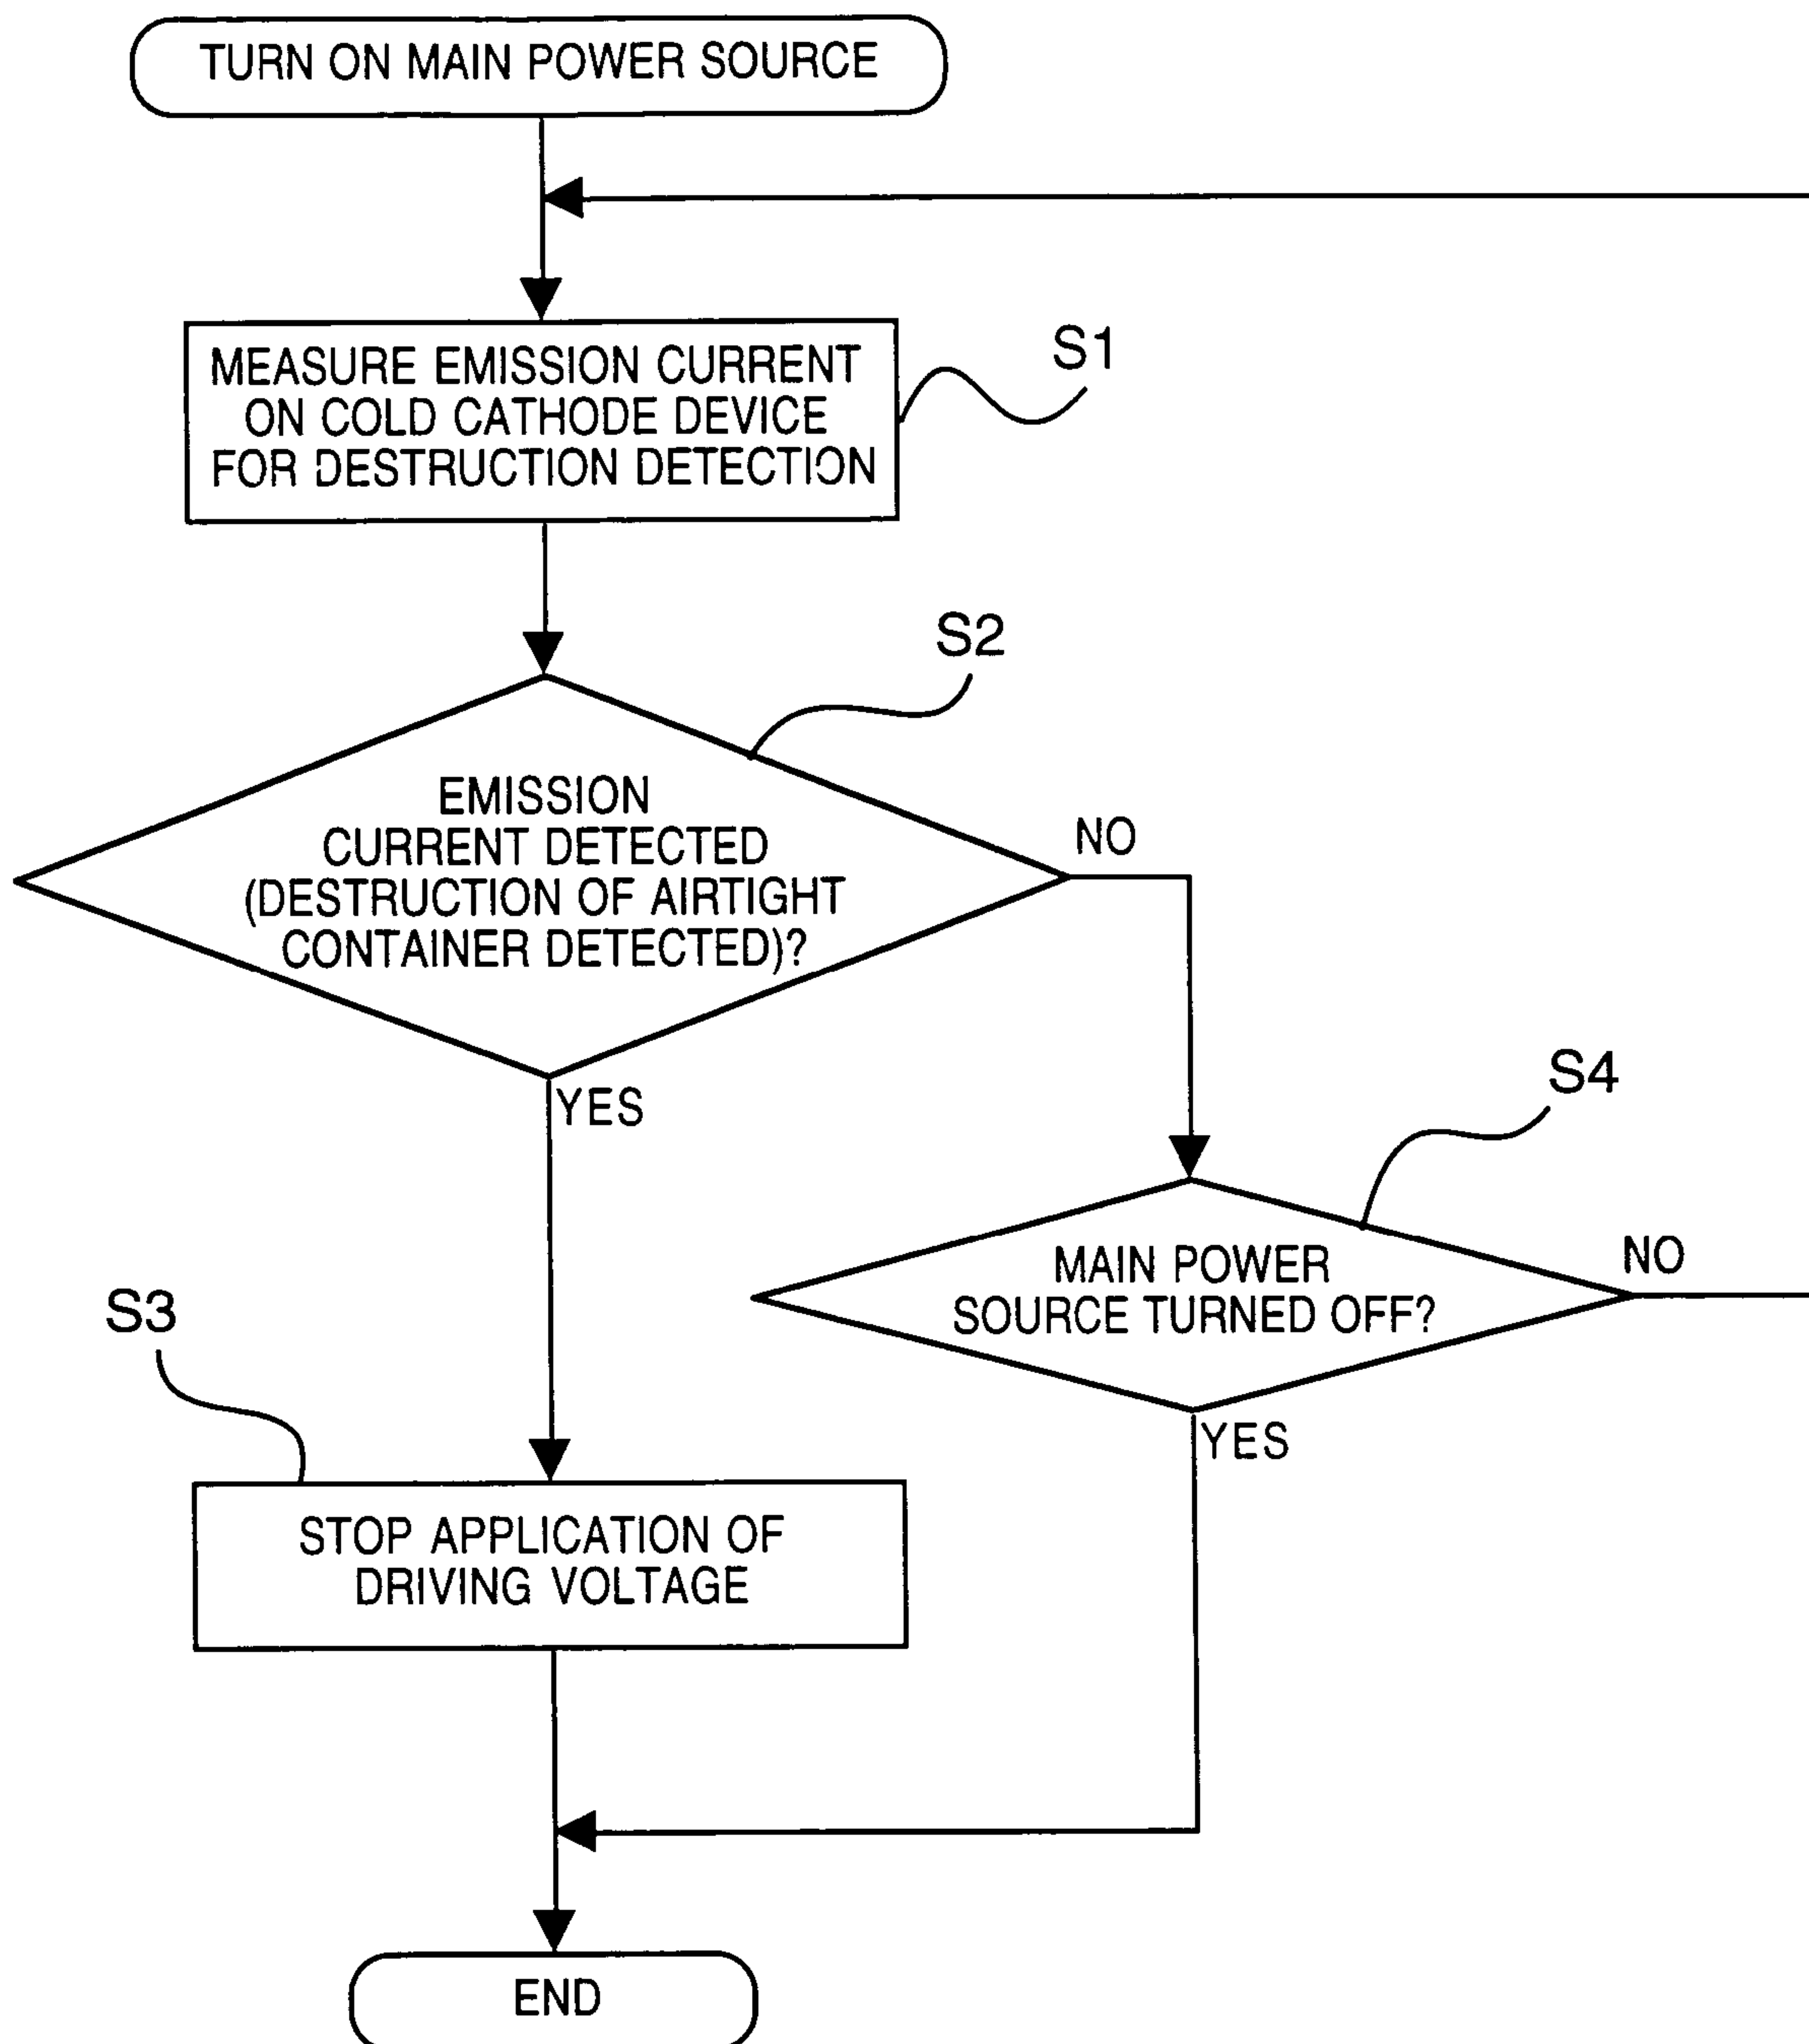 TURN ON MAIN POWER SOURCE
MEASURE EMISSION CURRENT
ON COLD CATHODE DEVICE
FOR DESTRUCTION DETECTION
S1
S2
EMISSION
CURRENT DETECTED
(DESTRUCTION OF AIRTIGHT
CONTAINER DETECTED)?
NO
YES
S4
MAIN POWER
SOURCE TURNED OFF?
NO
YES
S3
STOP APPLICATION OF
DRIVING VOLTAGE
END